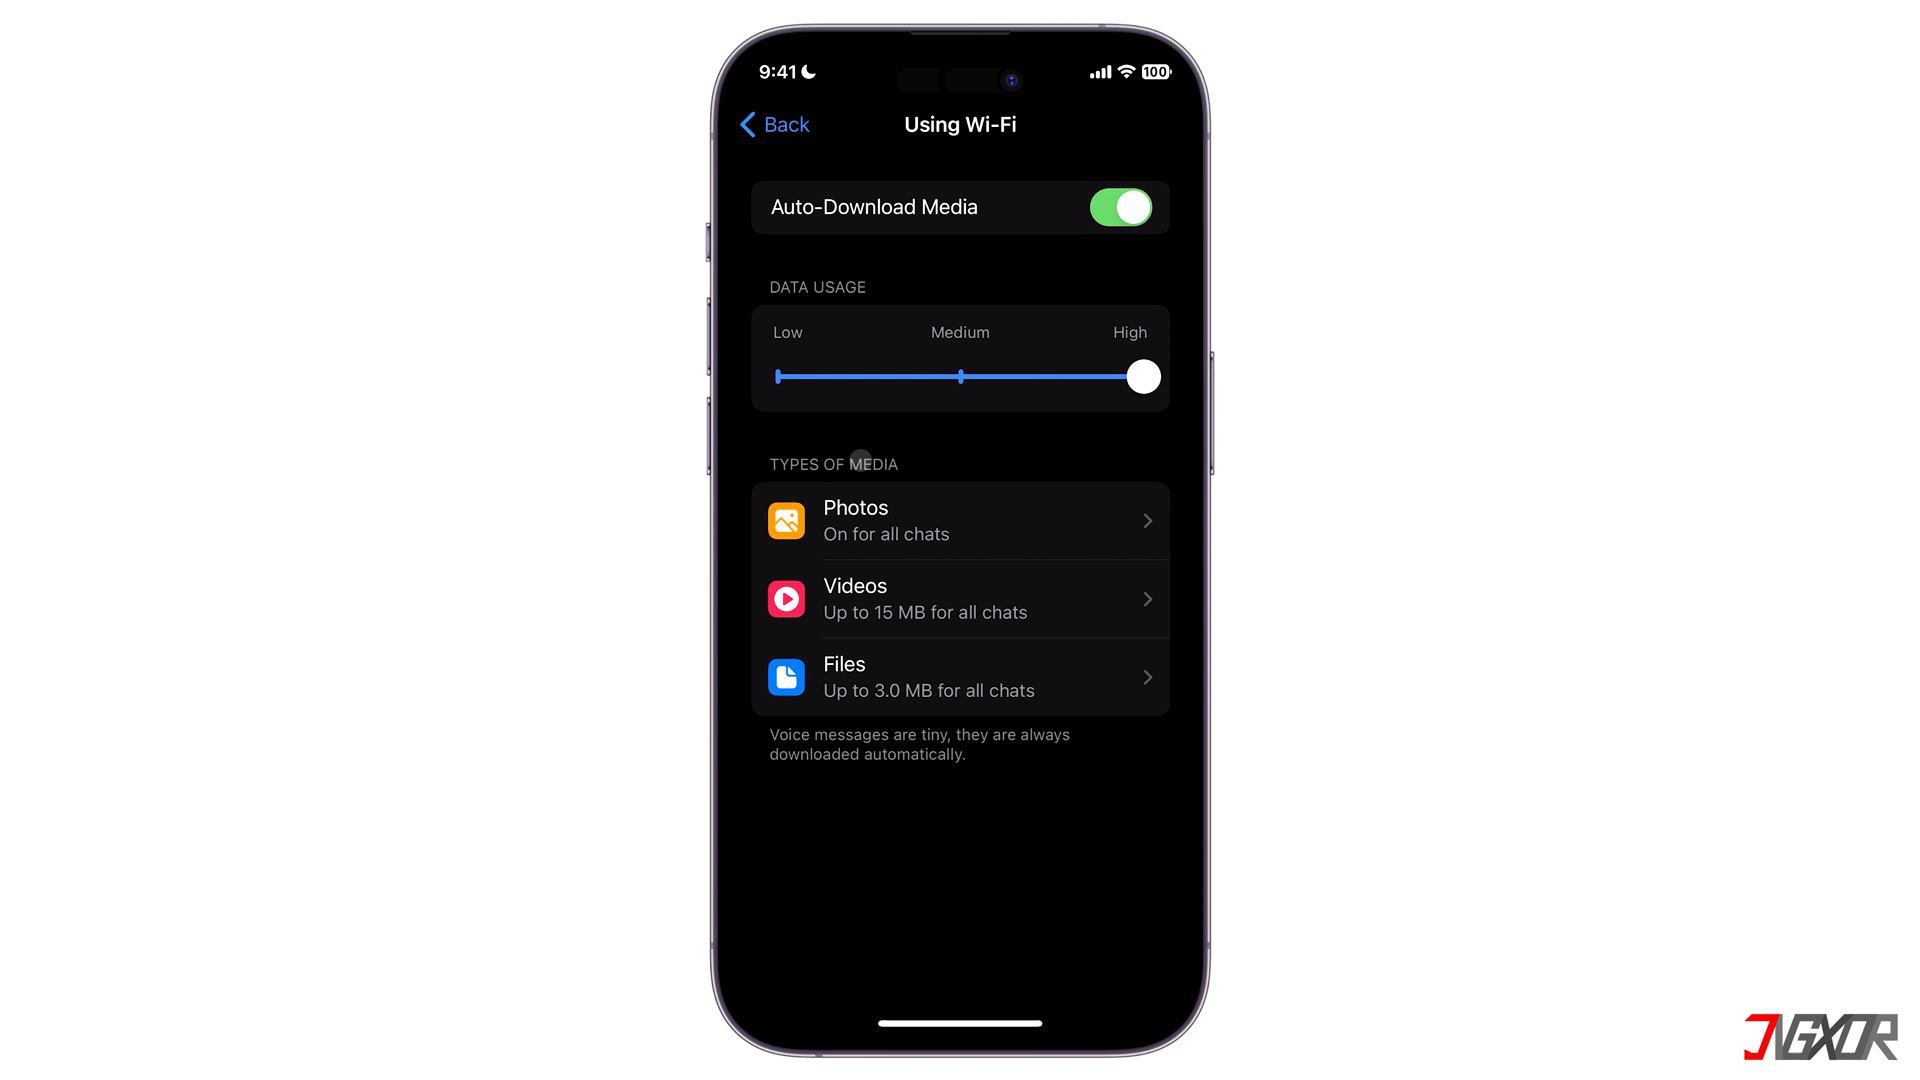 9:41
100
Back
Using Wi-Fi
Auto-Download Media
DATA USAGE
Low Medium High
TYPES OF MEDIA
Photos
On for all chats
Videos
Up to 15 MB for all chats
Files
Up to 3.0 MB for all chats
Voice messages are tiny, they are always
downloaded automatically.
JVGXOR